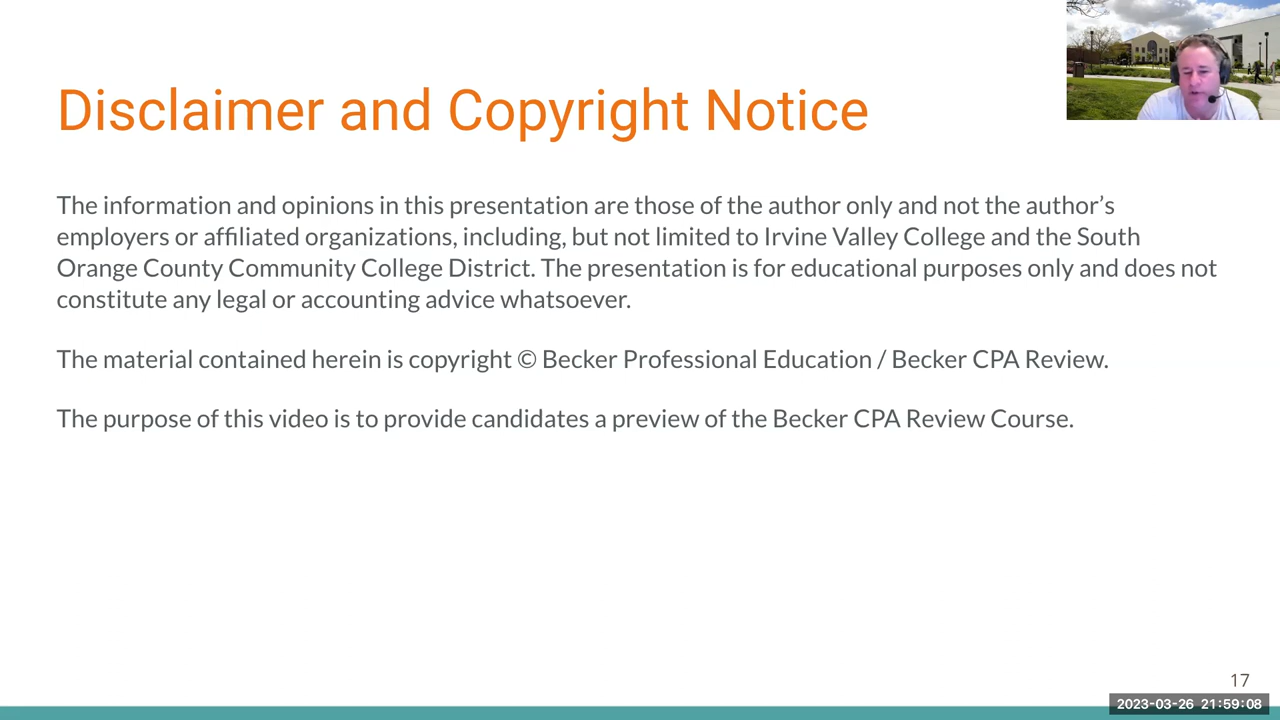 Disclaimer and Copyright Notice
The information and opinions in this presentation are those of the author only and not the author’s
employers or affiliated organizations, including, but not limited to Irvine Valley College and the South
Orange County Community College District. The presentation is for educational purposes only and does not
constitute any legal or accounting advice whatsoever.
The material contained herein is copyright © Becker Professional Education / Becker CPA Review.
The purpose of this video is to provide candidates a preview of the Becker CPA Review Course.
17
2023-03-26 21:59:08